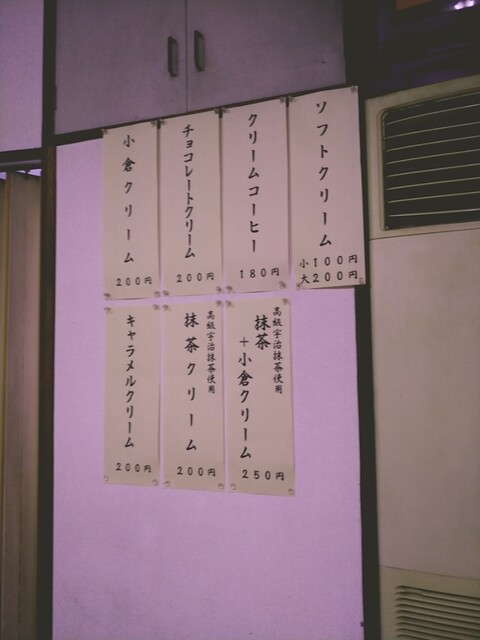 ソフトクリーム
小100円
大200円
クリームコーヒー
180円
チョコレートクリーム
200円
小倉クリーム
200円
高級宇治抹茶使用
抹茶
+小倉クリーム
250円
高級宇治抹茶使用
抹茶クリーム
200円
キャラメルクリーム
200円